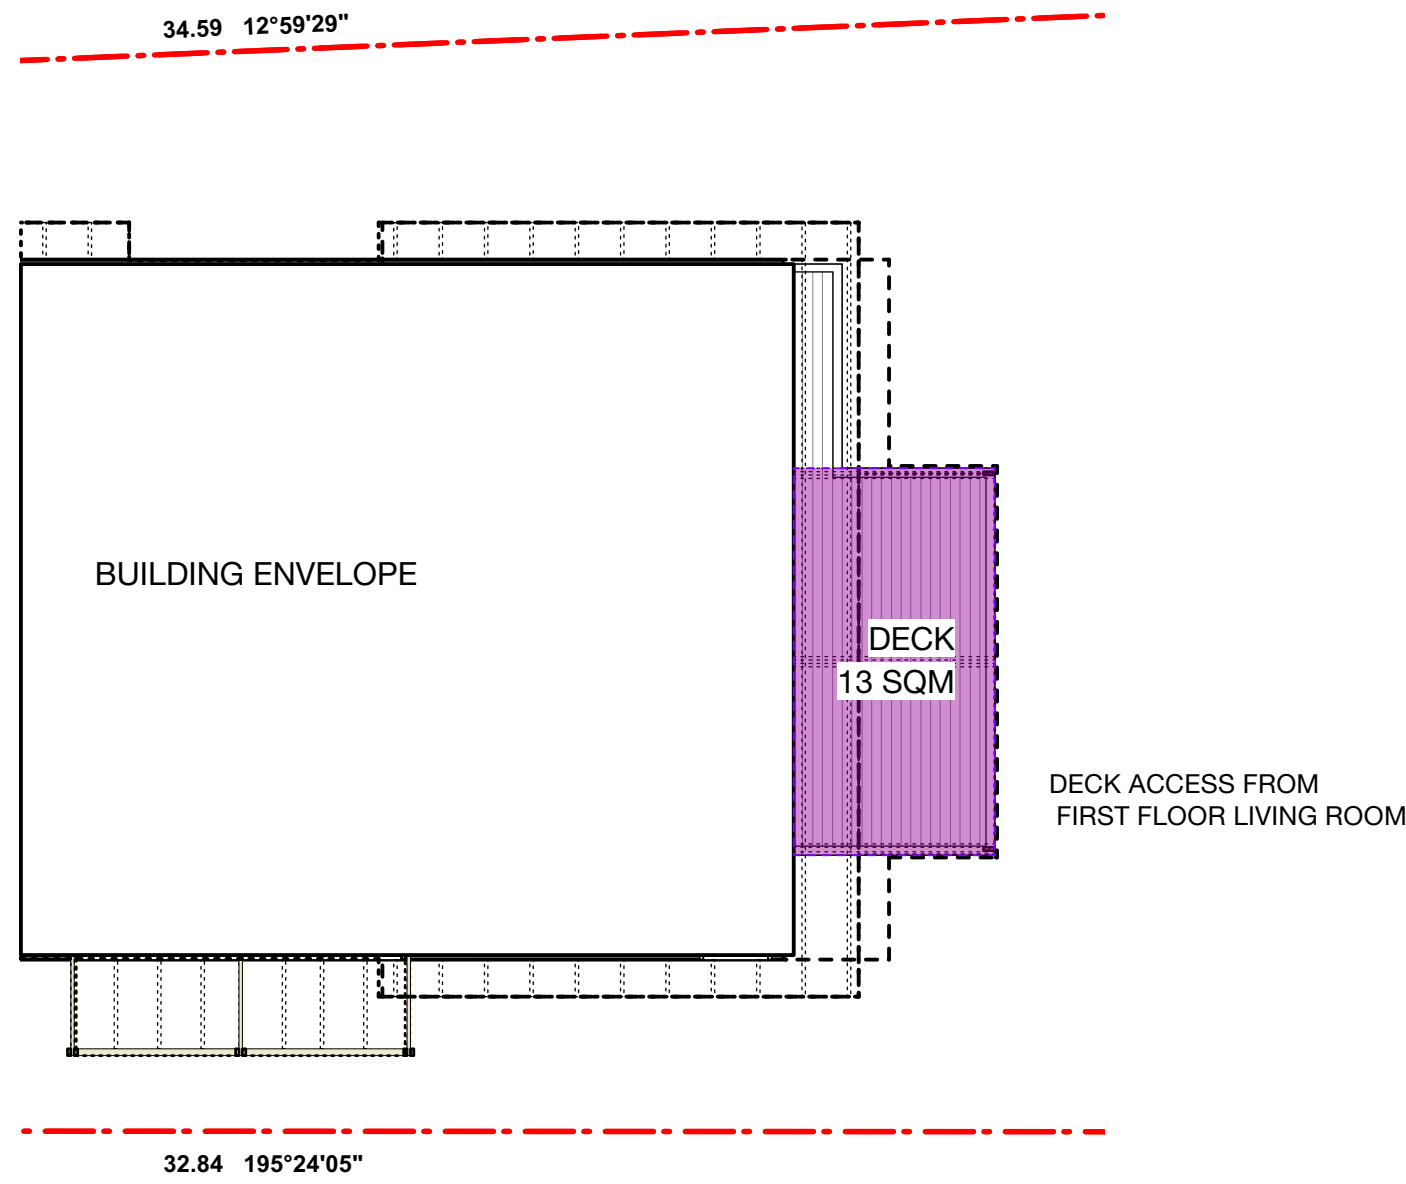 34.59 12°59'29"
BUILDING ENVELOPE
DECK
13 SQM
DECK ACCESS FROM
FIRST FLOOR LIVING ROOM
32.84 195°24'05"